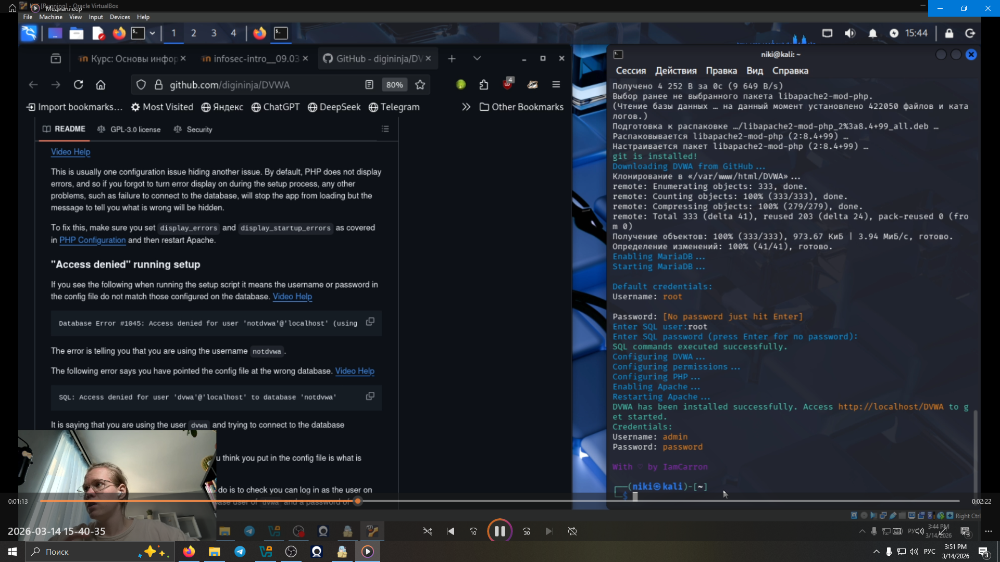 Kali [Running] - Oracle VirtualBox
Медиаплеер
File Machine View Input Devices Help
1 2 3 4
15:44
Курс: Основы инфор
infosec-intro__09.03
GitHub - digininja/DV
github.com/digininja/DVWA
80%
4
Import bookmarks...
Most Visited
Яндекс
ChatGPT
DeepSeek
Telegram
Other Bookmarks
README
GPL-3.0 license
Security
Video Help
This is usually one configuration issue hiding another issue. By default, PHP does not display
errors, and so if you forgot to turn error display on during the setup process, any other
problems, such as failure to connect to the database, will stop the app from loading but the
message to tell you what is wrong will be hidden.
To fix this, make sure you set display_errors and display_startup_errors as covered
in PHP Configuration and then restart Apache.
"Access denied" running setup
If you see the following when running the setup script it means the username or password in
the config file do not match those configured on the database. Video Help
Database Error #1045: Access denied for user 'notdvwa'@'localhost' (using
The error is telling you that you are using the username notdvwa.
The following error says you have pointed the config file at the wrong database. Video Help
SQL: Access denied for user 'dvwa'@'localhost' to database 'notdvwa'
It is saying that you are using the user dvwa and trying to connect to the database
u think you put in the config file is what is
do is to check you can log in as the user on
ase user of dvwa and a password of
niki@kali: ~
Сессия Действия Правка Вид Справка
Получено 4 252 B за 0с (9 649 B/s)
Выбор ранее не выбранного пакета libapache2-mod-php.
(Чтение базы данных … на данный момент установлено 422050 файлов и ката
логов.)
Подготовка к распаковке …/libapache2-mod-php_2%3a8.4+99_all.deb …
Распаковывается libapache2-mod-php (2:8.4+99) …
Настраивается пакет libapache2-mod-php (2:8.4+99) …
git is installed!
Downloading DVWA from GitHub...
Клонирование в «/var/www/html/DVWA»...
remote: Enumerating objects: 333, done.
remote: Counting objects: 100% (333/333), done.
remote: Compressing objects: 100% (279/279), done.
remote: Total 333 (delta 41), reused 203 (delta 24), pack-reused 0 (fro
m 0)
Получение объектов: 100% (333/333), 973.67 КиБ | 3.94 МиБ/с, готово.
Определение изменений: 100% (41/41), готово.
Enabling MariaDB...
Starting MariaDB...
Default credentials:
Username: root
Password: [No password just hit Enter]
Enter SQL user:root
Enter SQL password (press Enter for no password):
SQL commands executed successfully.
Configuring DVWA...
Configuring permissions...
Configuring PHP...
Enabling Apache...
Restarting Apache...
DVWA has been installed successfully. Access http://localhost/DVWA to g
et started.
Credentials:
Username: admin
Password: password
With ♡ by IamCarron
┌──(niki㉿kali)-[~]
└─$
0:01:13
0:02:22
Right Ctrl
2026-03-14 15-40-35
10
30
РУ
3:44 PM
3/14/2026
3
Поиск
РУС
3:51 PM
3/14/2026
3